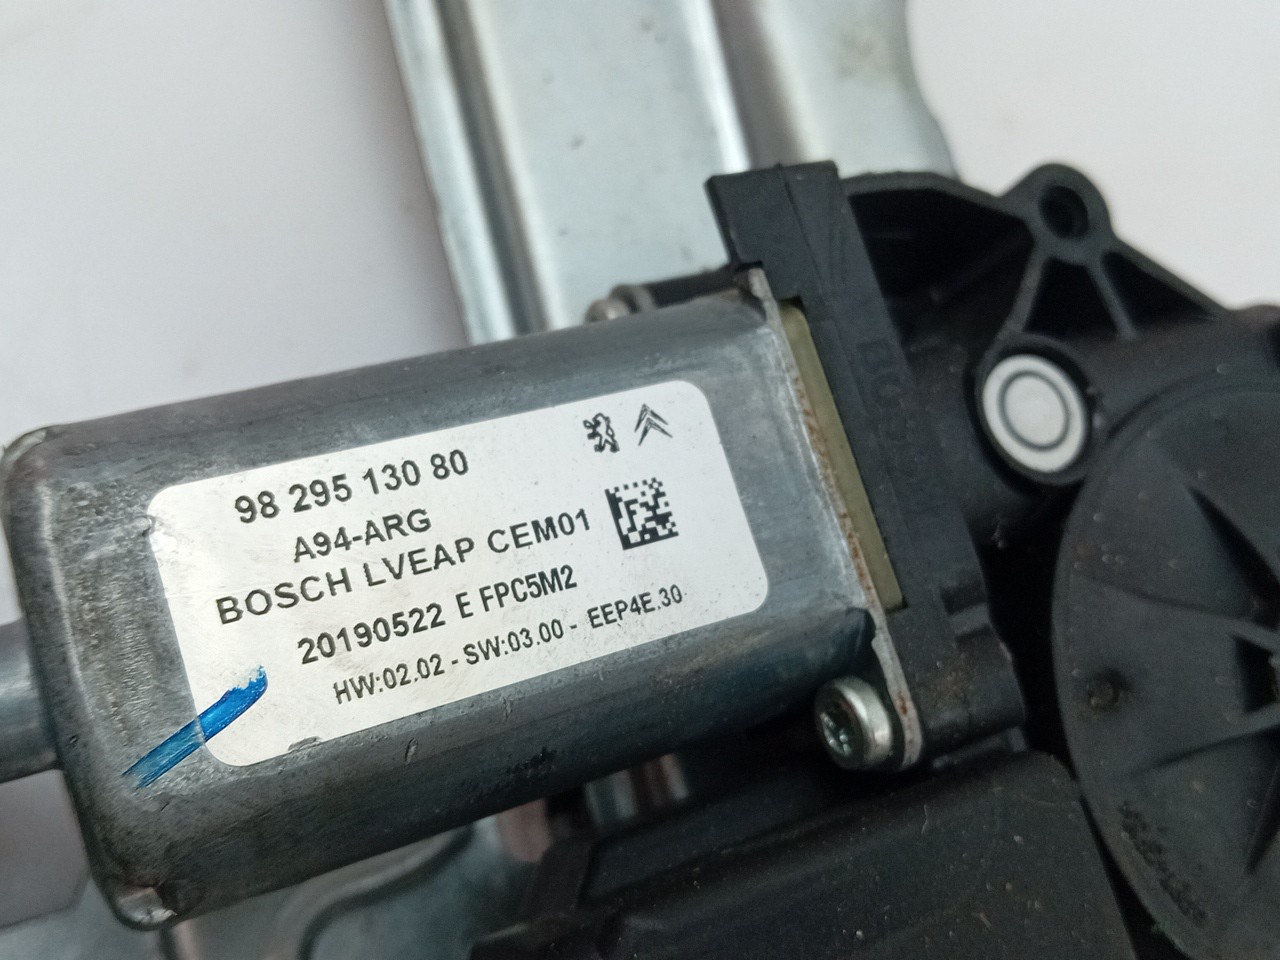 98 295 130 80
A94-ARG
BOSCH LVEAP CEM01
20190522 E FPC5M2
HW:02.02 - SW:03.00 - EEP4E.30